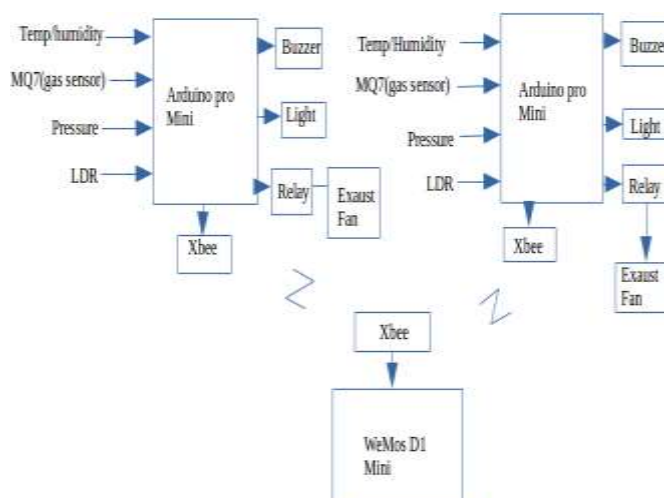 Temp/humidity
MQ7(gas sensor)
Pressure
LDR
Arduino pro
Mini
Buzzer
Light
Relay
Exaust
Fan
Xbee
Temp/Humidity
MQ7(gas sensor)
Pressure
LDR
Arduino pro
Mini
Buzzer
Light
Relay
Exaust
Fan
Xbee
Xbee
WeMos D1
Mini